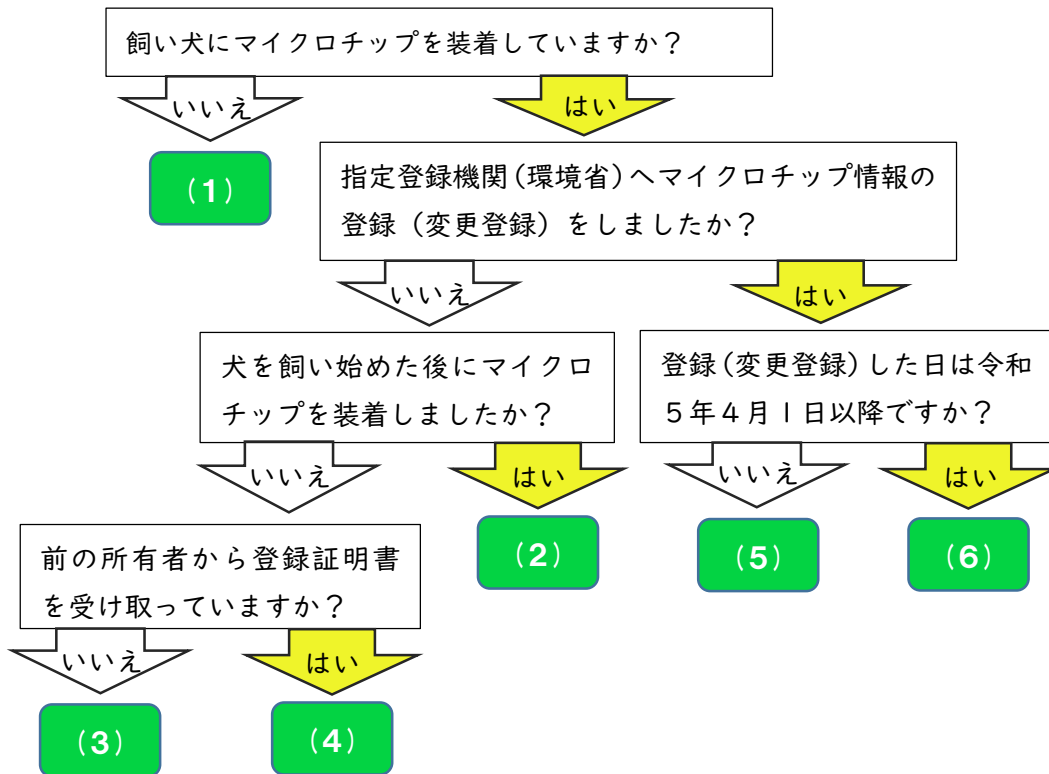 飼い犬にマイクロチップを装着していますか？
いいえ
はい
（1）
指定登録機関（環境省）へマイクロチップ情報の
登録（変更登録）をしましたか？
いいえ
はい
犬を飼い始めた後にマイクロ
チップを装着しましたか？
登録（変更登録）した日は令和
５年４月１日以降ですか？
いいえ
はい
いいえ
はい
（2）
（5）
（6）
前の所有者から登録証明書
を受け取っていますか？
いいえ
はい
（3）
（4）